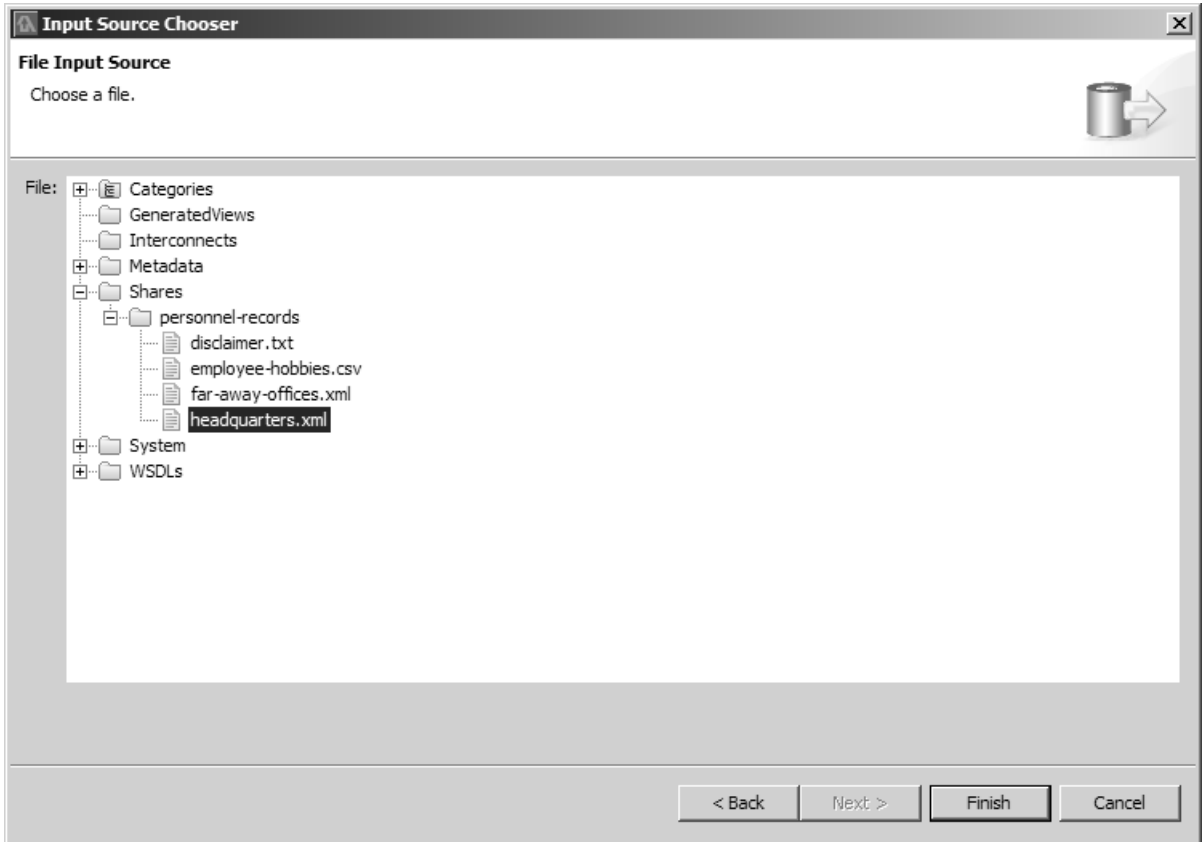 Input Source Chooser
File Input Source
Choose a file.
File:
Categories
GeneratedViews
Interconnects
Metadata
Shares
personnel-records
disclaimer.txt
employee-hobbies.csv
far-away-offices.xml
headquarters.xml
System
WSDLs
< Back Next > Finish Cancel